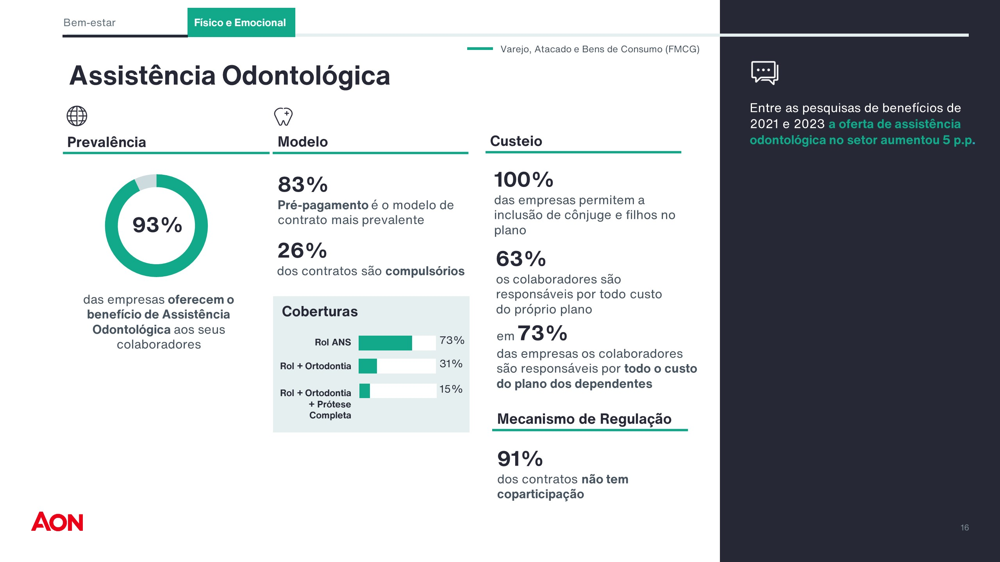 Bem-estar
Físico e Emocional
Varejo, Atacado e Bens de Consumo (FMCG)
Assistência Odontológica
Prevalência
93%
das empresas oferecem o
benefício de Assistência
Odontológica aos seus
colaboradores
Modelo
83%
Pré-pagamento é o modelo de
contrato mais prevalente
26%
dos contratos são compulsórios
Coberturas
Rol ANS 73%
Rol + Ortodontia 31%
Rol + Ortodontia 15%
+ Prótese
Completa
Custeio
100%
das empresas permitem a
inclusão de cônjuge e filhos no
plano
63%
os colaboradores são
responsáveis por todo custo
do próprio plano
em 73%
das empresas os colaboradores
são responsáveis por todo o custo
do plano dos dependentes
Mecanismo de Regulação
91%
dos contratos não tem
coparticipação
Entre as pesquisas de benefícios de
2021 e 2023 a oferta de assistência
odontológica no setor aumentou 5 p.p.
AON
16